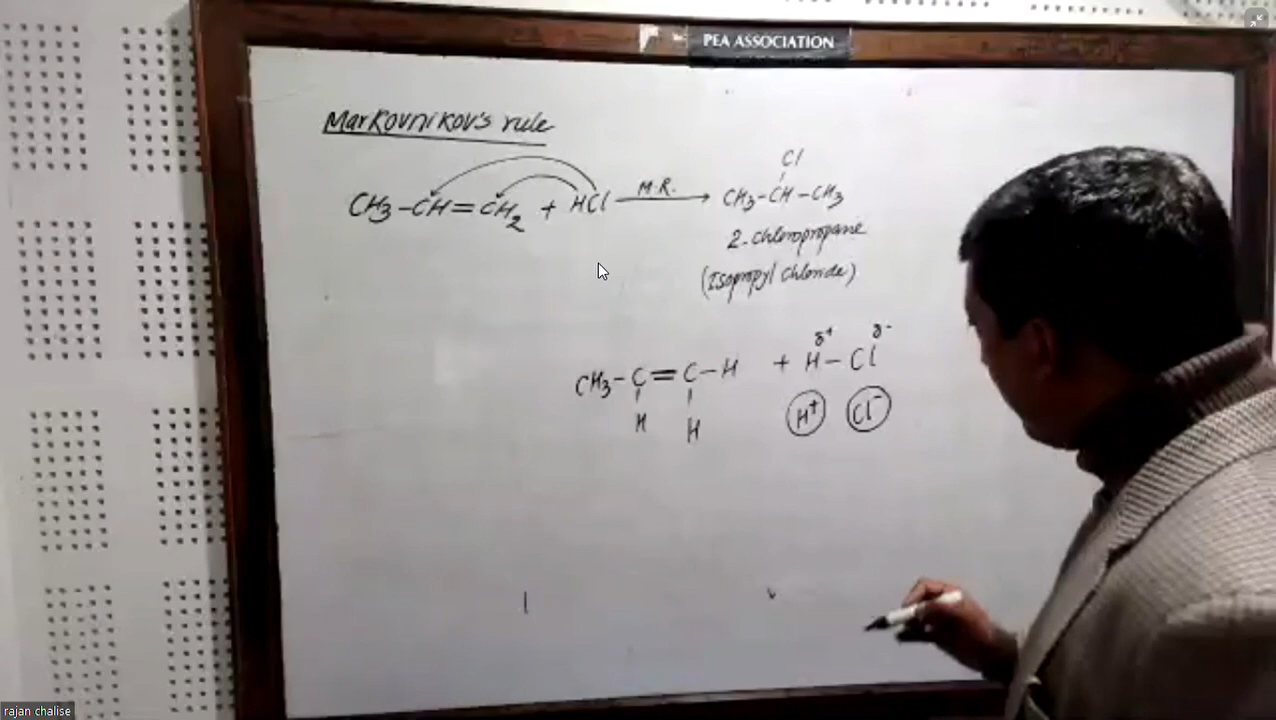 PEA ASSOCIATION
Markovnikov's rule
Cl
CH3-CH=CH2 + HCl M.R. → CH3-CH-CH3
2-chloropropane
(Isopropyl chloride)
δ+ δ-
CH3-C=C-H + H-Cl
H H H+ Cl-
rajan chalise